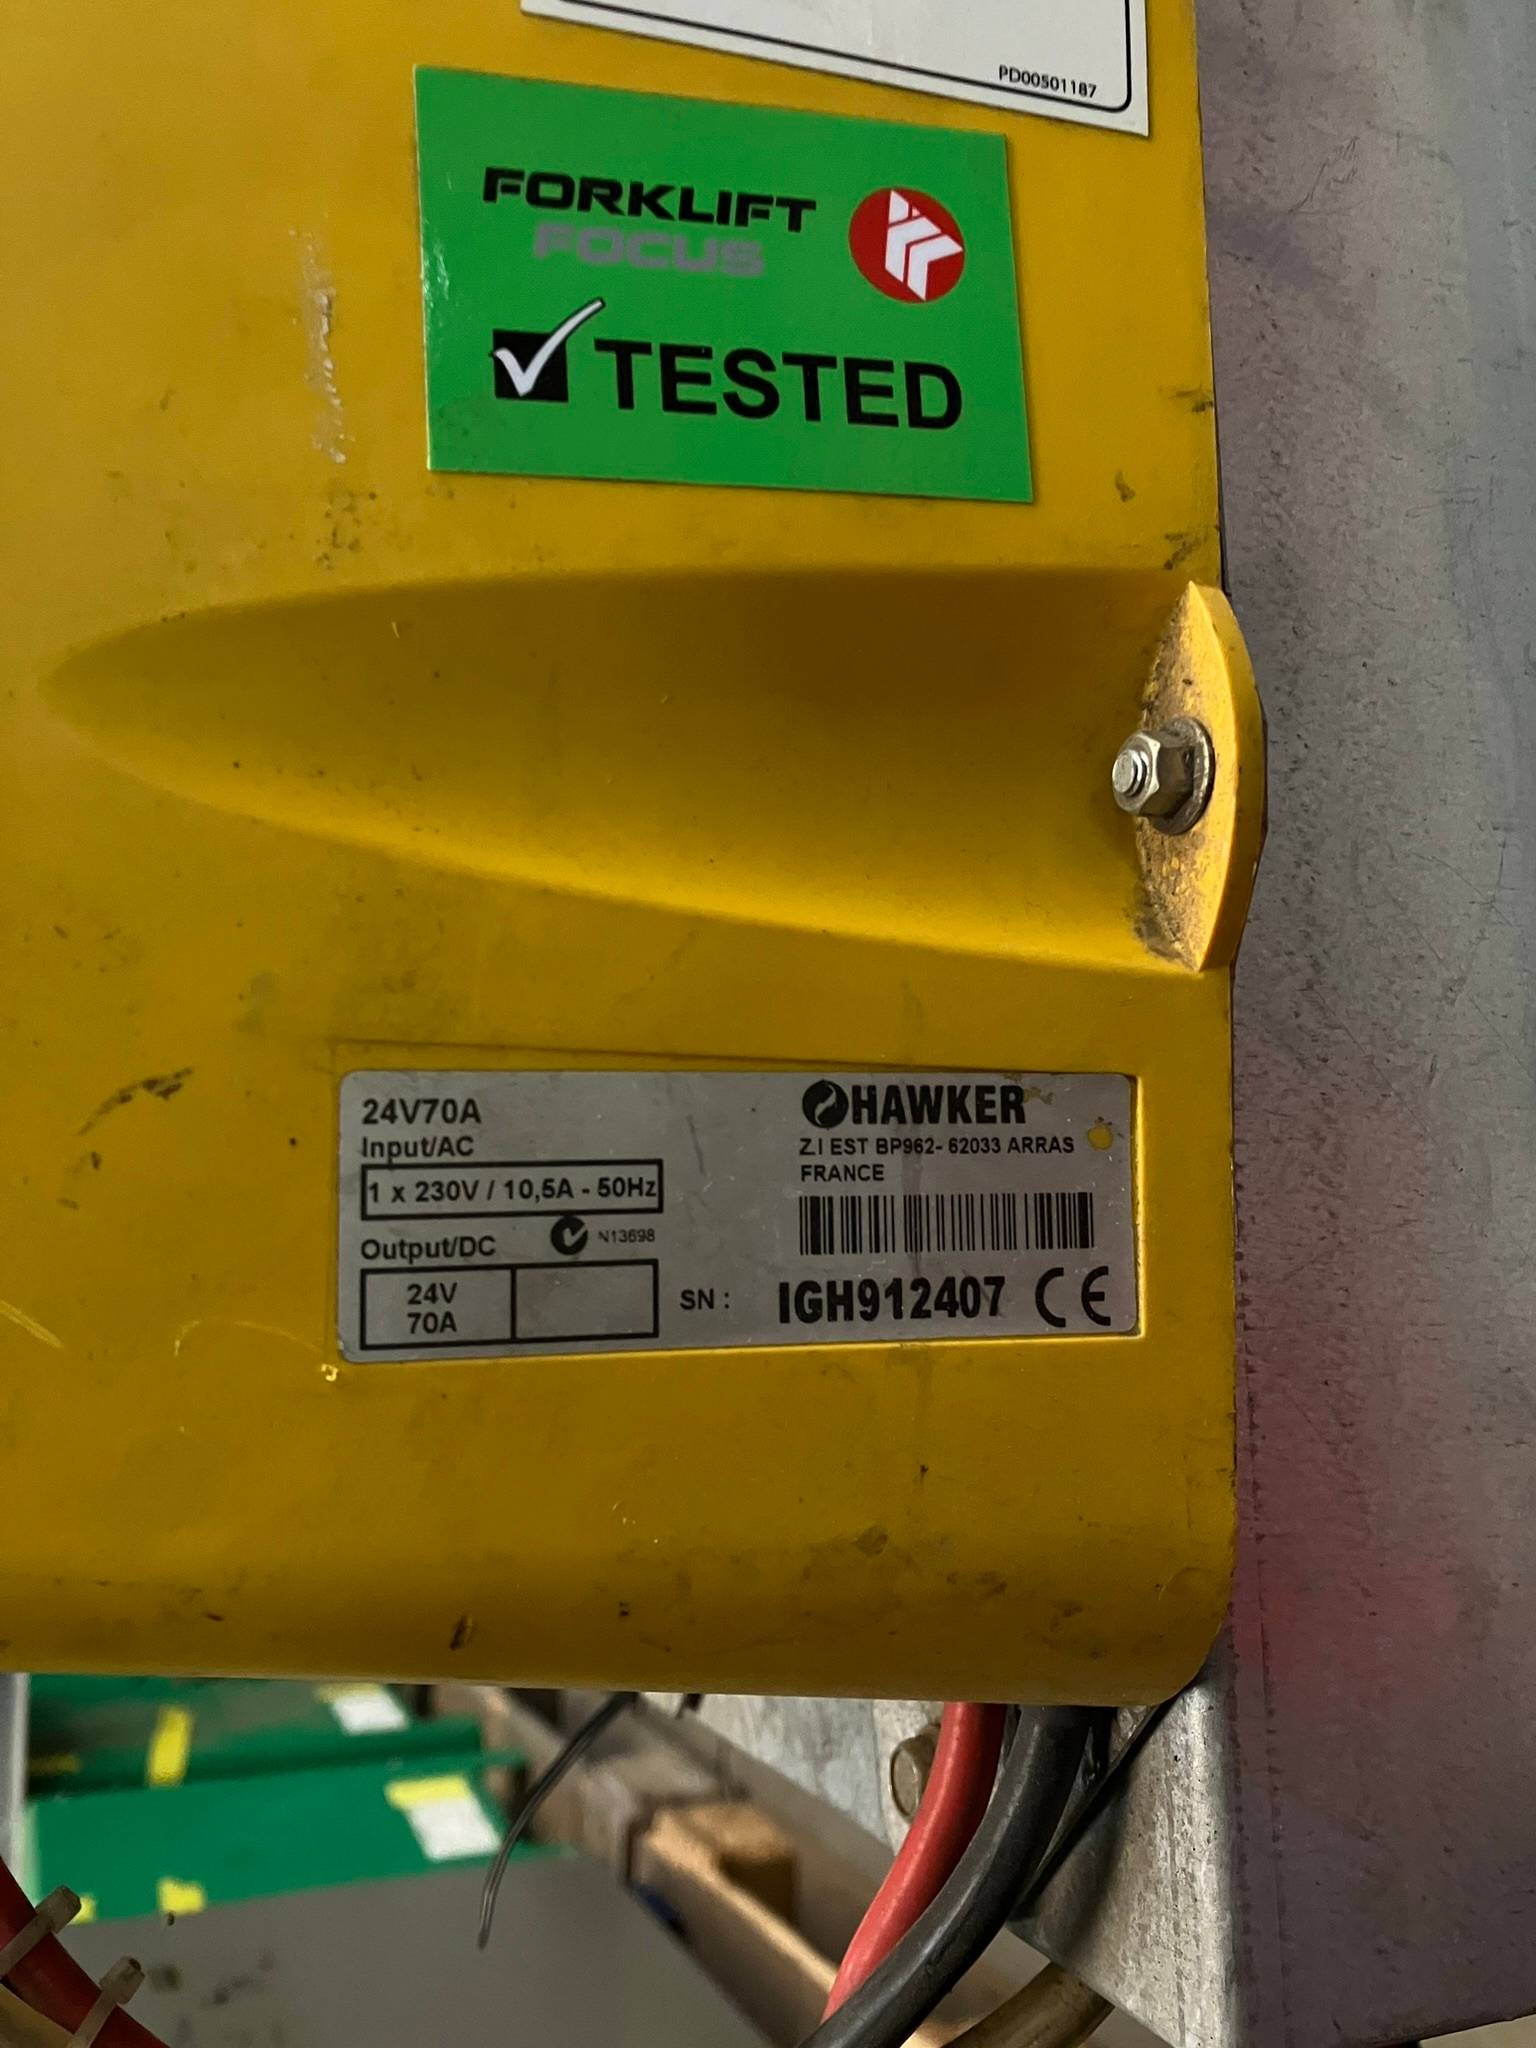 PD00501187
FORKLIFT
FOCUS
TESTED
24V70A
Input/AC
1 x 230V / 10,5A - 50Hz
N13698
Output/DC
24V
70A
HAWKER
Z.I EST BP962- 62033 ARRAS
FRANCE
SN : IGH912407 CE